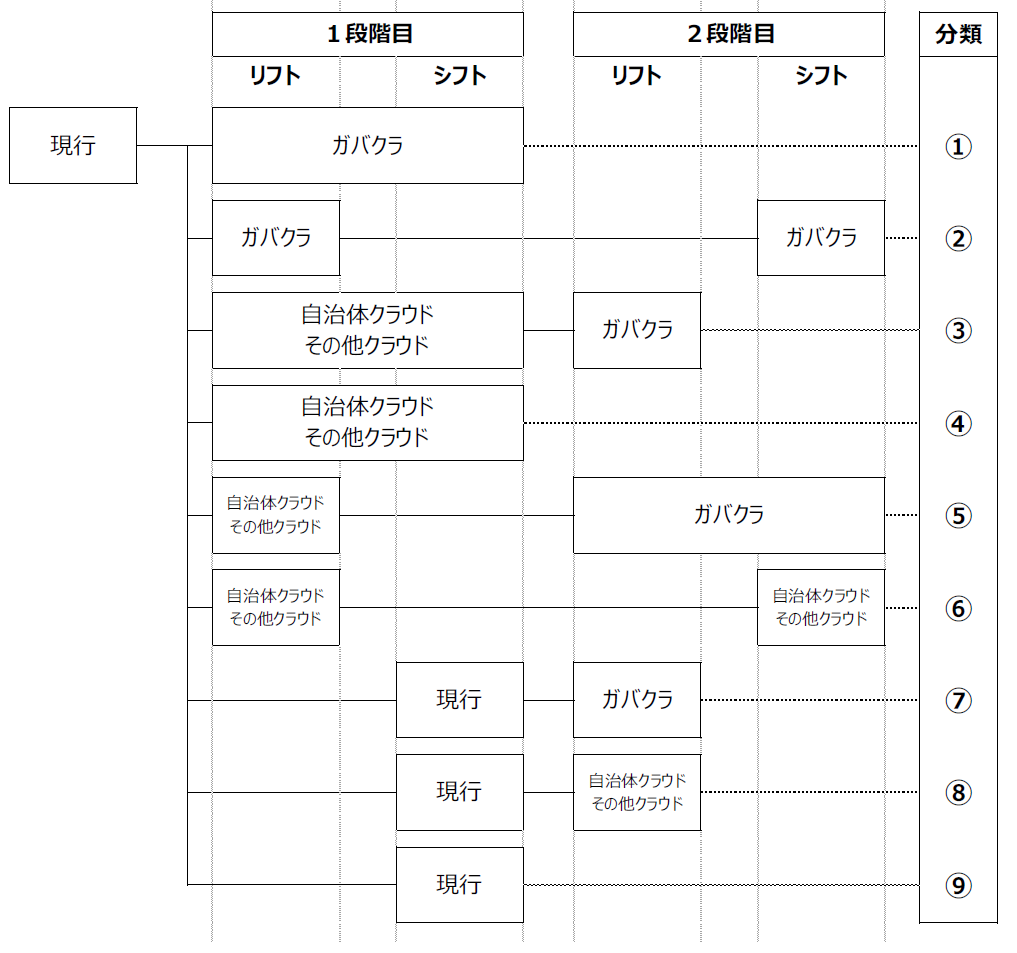 １段階目 ２段階目 分類
リフト シフト リフト シフト
現行 ガバクラ ①
ガバクラ ガバクラ ②
自治体クラウド
その他クラウド
ガバクラ ③
自治体クラウド
その他クラウド
④
自治体クラウド
その他クラウド
ガバクラ ⑤
自治体クラウド
その他クラウド
自治体クラウド
その他クラウド
⑥
現行 ガバクラ ⑦
現行
自治体クラウド
その他クラウド
⑧
現行 ⑨